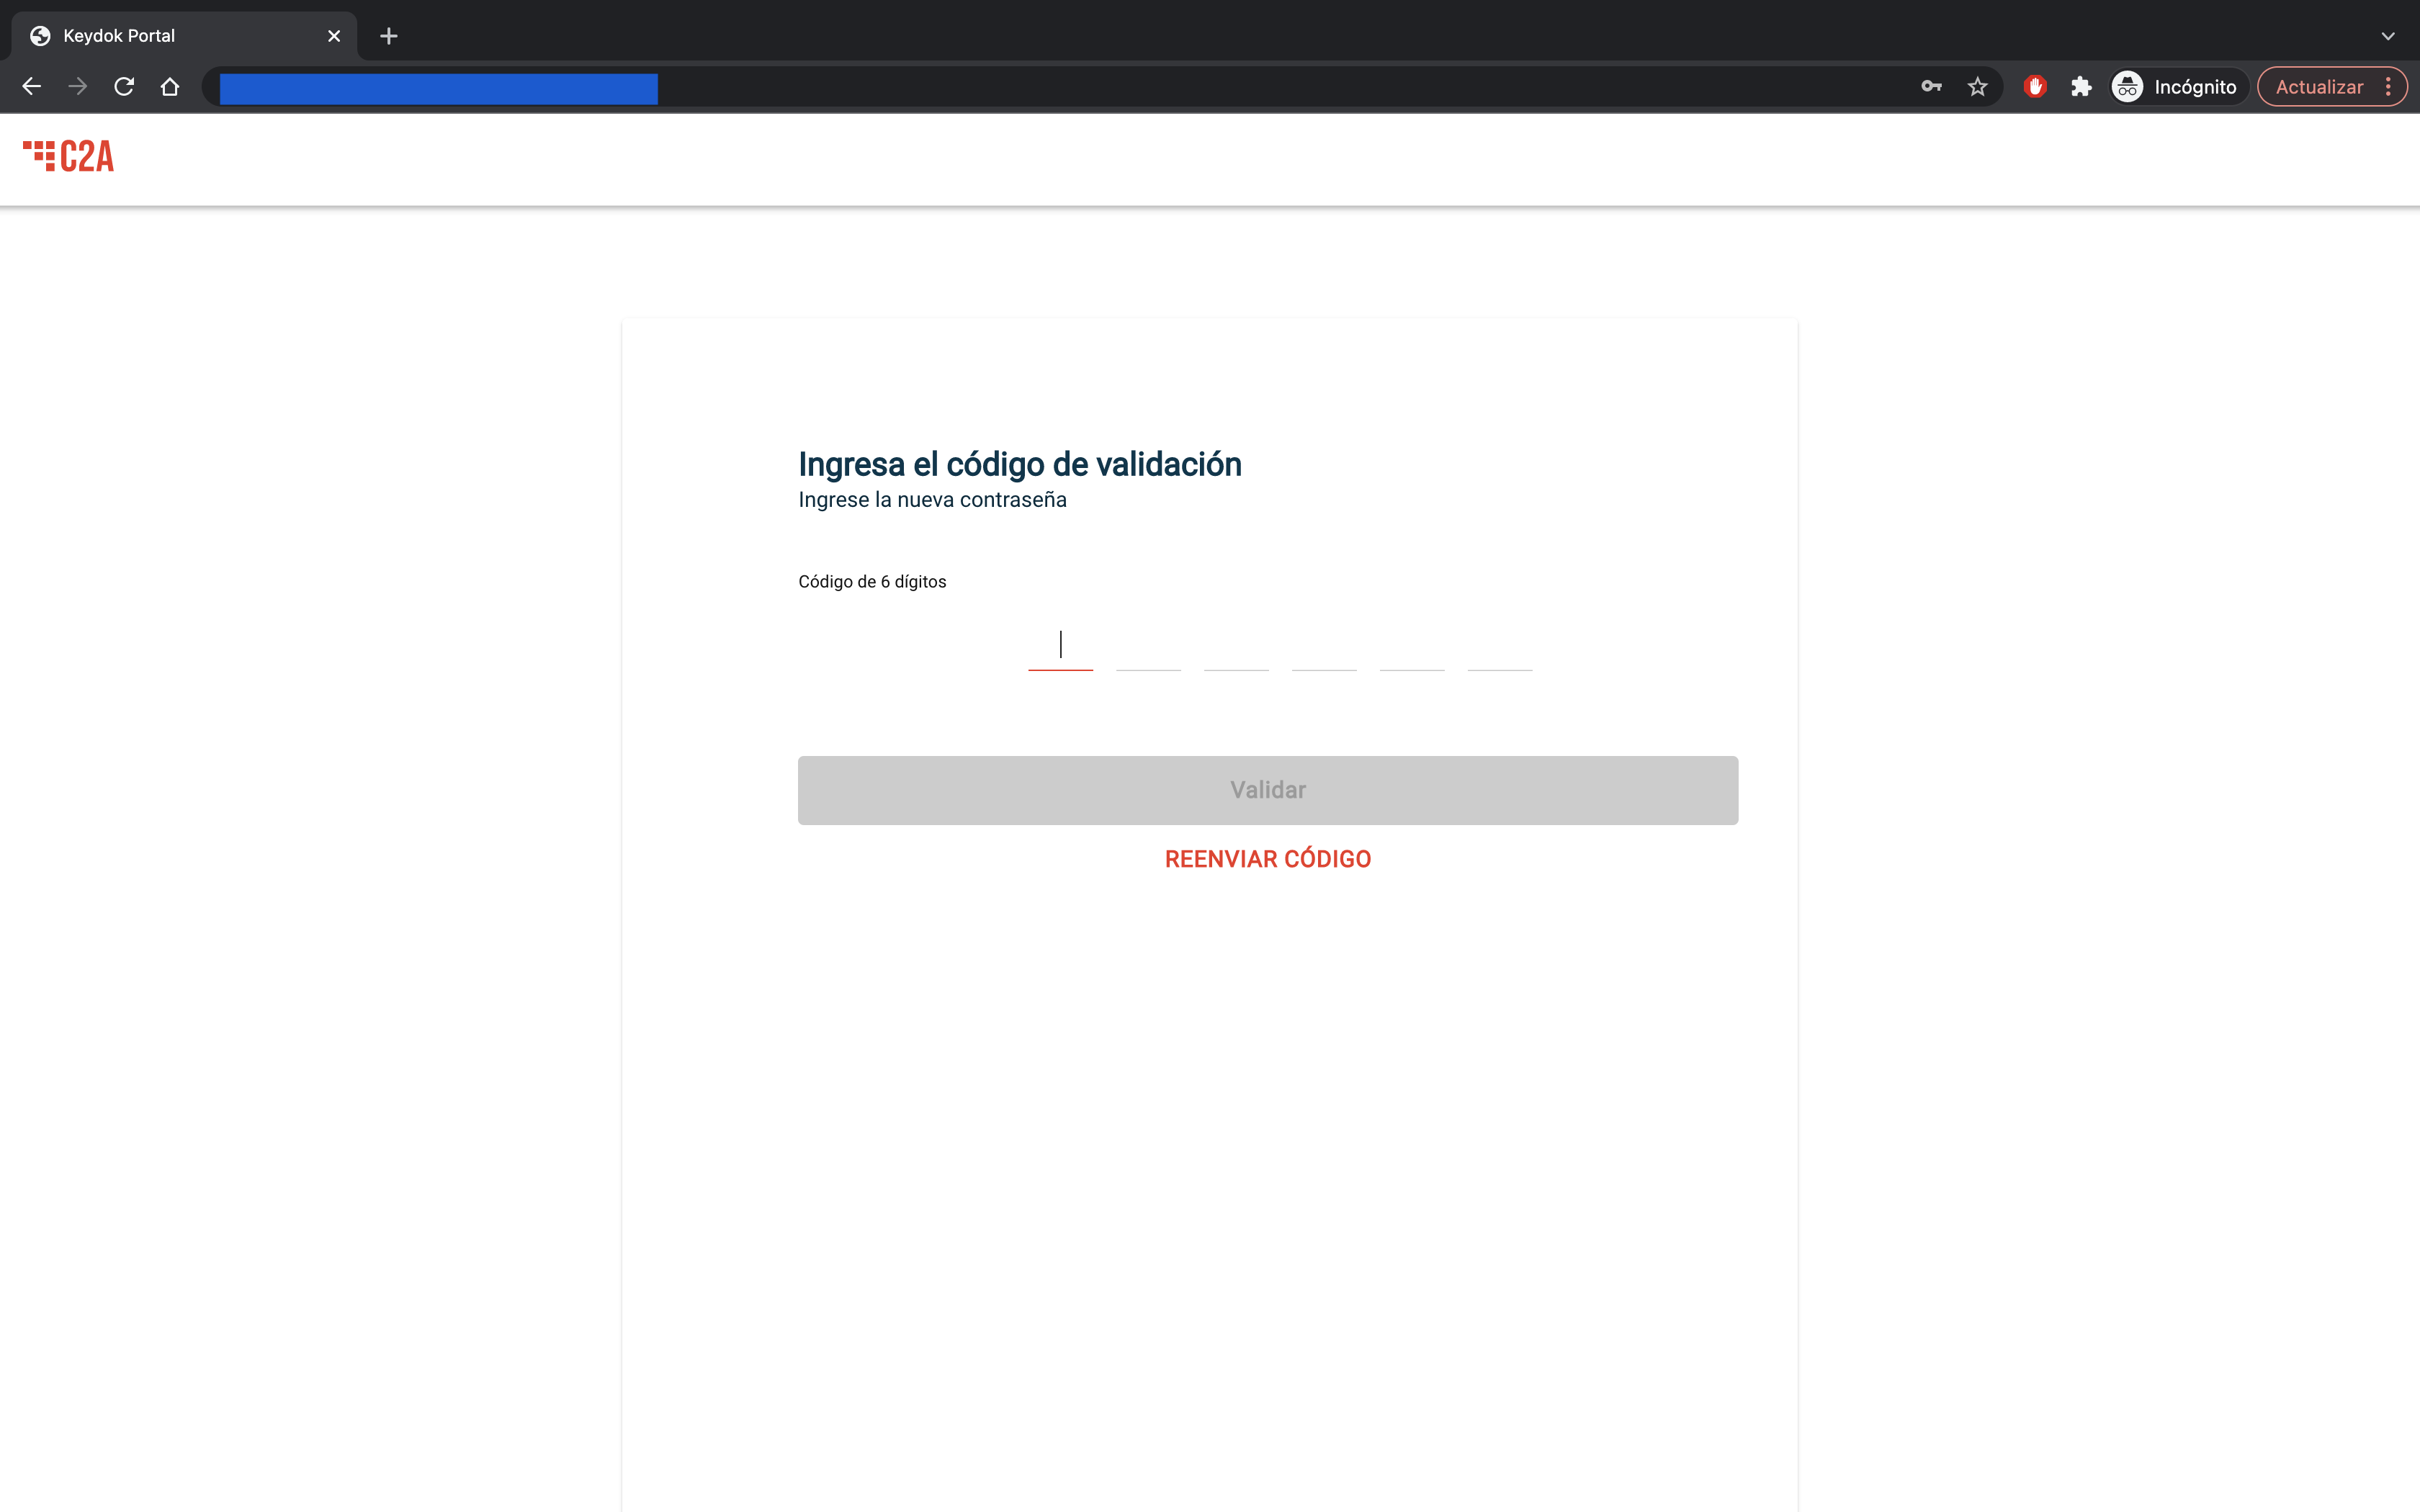 Keydok Portal
Incógnito
Actualizar
C2A
Ingresa el código de validación
Ingrese la nueva contraseña
Código de 6 dígitos
Validar
REENVIAR CÓDIGO